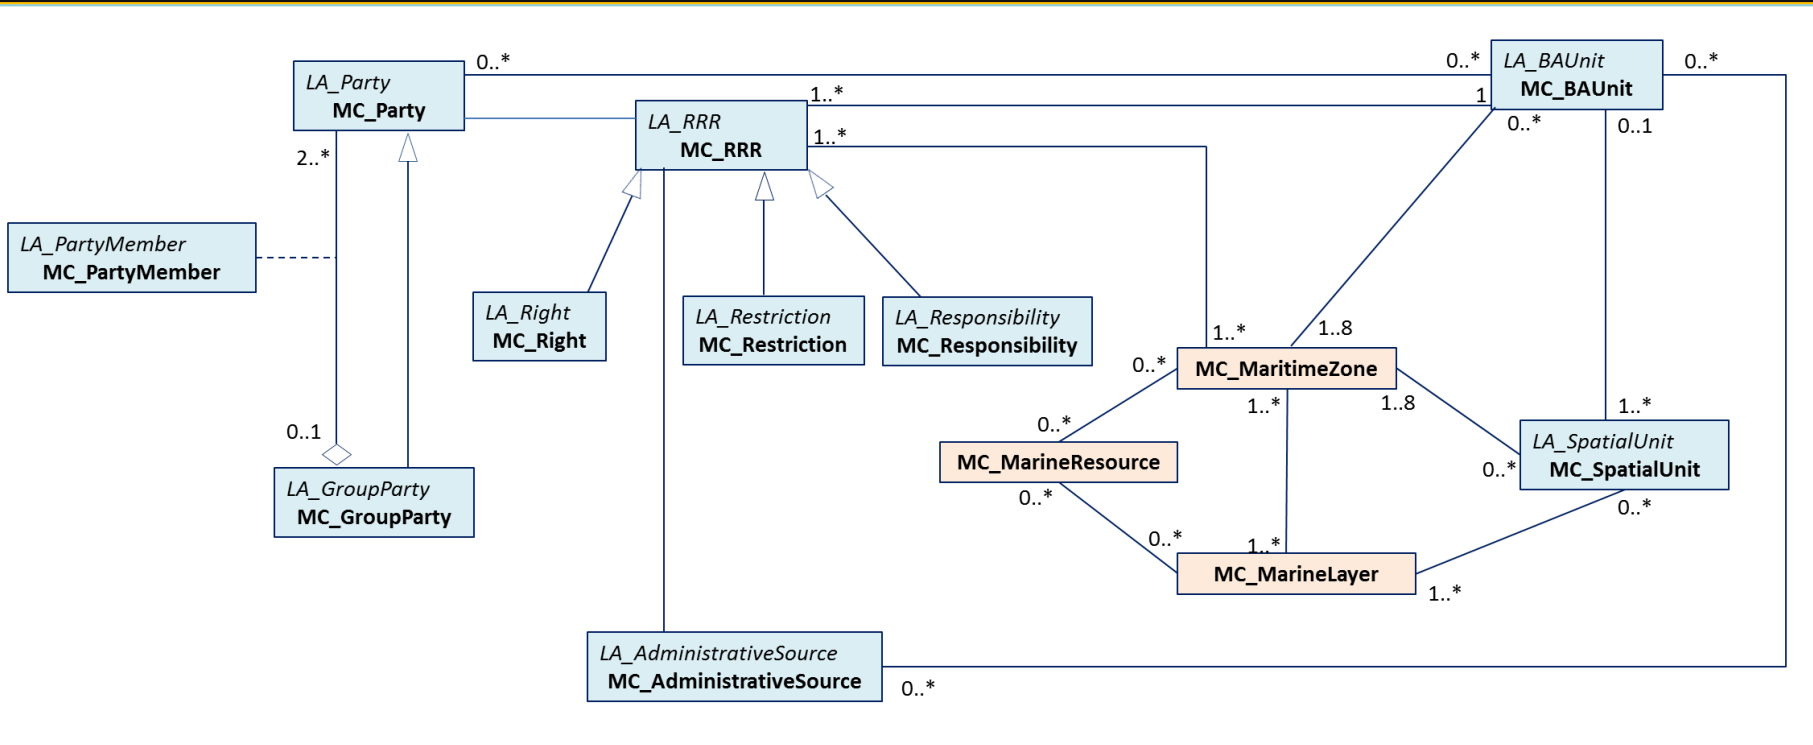 0..*
0..*
LA_BAUnit
MC_BAUnit
0..*
LA_Party
MC_Party
1..*
1
LA_RRR
MC_RRR
1..*
0..*
0..1
2..*
LA_PartyMember
MC_PartyMember
LA_Right
MC_Right
LA_Restriction
MC_Restriction
LA_Responsibility
MC_Responsibility
1..*
1..8
0..*
MC_MaritimeZone
1..*
1..8
1..*
0..*
0..1
MC_MarineResource
LA_SpatialUnit
MC_SpatialUnit
0..*
0..*
0..*
LA_GroupParty
MC_GroupParty
0..*
1..*
MC_MarineLayer
1..*
LA_AdministrativeSource
MC_AdministrativeSource
0..*